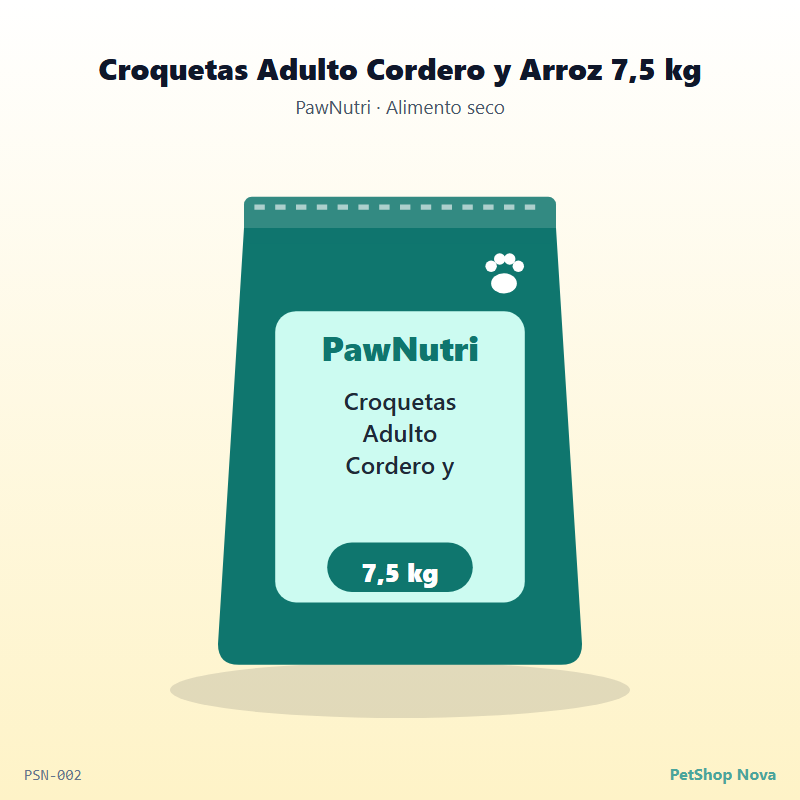 Croquetas Adulto Cordero y Arroz 7,5 kg
PawNutri · Alimento seco
PawNutri
Croquetas
Adulto
Cordero y
7,5 kg
PSN-002
PetShop Nova